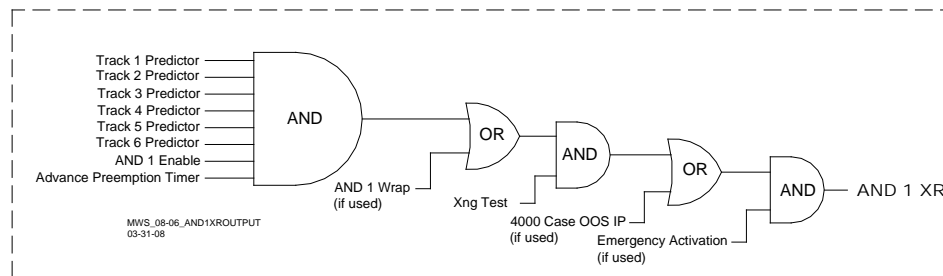 Track 1 Predictor
Track 2 Predictor
Track 3 Predictor
Track 4 Predictor
Track 5 Predictor
Track 6 Predictor
AND 1 Enable
Advance Preemption Timer
AND
OR
AND 1 Wrap
(if used)
AND
Xng Test
OR
4000 Case OOS IP
(if used)
AND
Emergency Activation
(if used)
AND 1 XR
MWS_08-06_AND1XROUTPUT
03-31-08